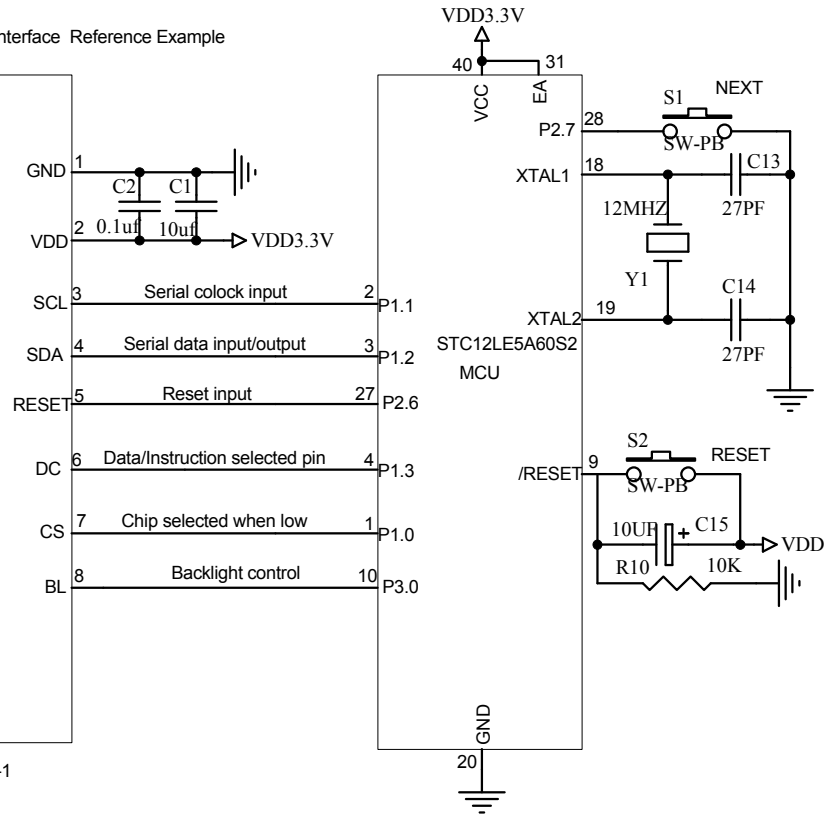 VDD3.3V
nterface Reference Example
40
31
VCC
EA
S1
NEXT
P2.7
28
SW-PB
GND
1
C2
C1
XTAL1
18
C13
0.1uf
10uf
VDD
2
VDD3.3V
12MHZ
27PF
Y1
SCL
3
Serial colock input
2
P1.1
C14
XTAL2
19
27PF
SDA
4
Serial data input/output
3
P1.2
STC12LE5A60S2
MCU
RESET
5
Reset input
27
P2.6
DC
6
Data/Instruction selected pin
4
P1.3
S2
RESET
/RESET
9
SW-PB
CS
7
Chip selected when low
1
P1.0
10UF
+
C15
VDD
R10
10K
BL
8
Backlight control
10
P3.0
GND
20